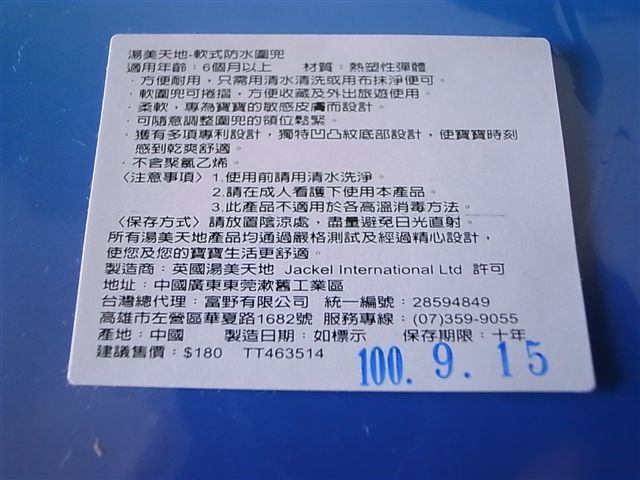 湯美天地-軟式防水圍兜
適用年齡：6個月以上　材質：熱塑性彈體
·方便耐用，只需用清水清洗或用布抹淨便可。
·軟圍兜可捲摺，方便收藏及外出旅遊使用。
·柔軟，專為寶寶的敏感皮膚而設計。
·可隨意調整圍兜的領位鬆緊。
·獲有多項專利設計，獨特凹凸紋底部設計，使寶寶時刻
感到乾爽舒適。
·不含聚氯乙烯。
〈注意事項〉1.使用前請用清水洗淨。
2.請在成人看護下使用本產品。
3.此產品不適用於各高溫消毒方法。
〈保存方式〉請放置陰涼處，盡量避免日光直射。
所有湯美天地產品均通過嚴格測試及經過精心設計，
使您及您的寶寶生活更舒適。
製造商：英國湯美天地 Jackel International Ltd 許可
地址：中國廣東東莞漱舊工業區
台灣總代理：富野有限公司　統一編號：28594849
高雄市左營區華夏路1682號 服務專線：(07)359-9055
產地：中國　製造日期：如標示　保存期限：十年
建議售價：$180　TT463514
100. 9. 15